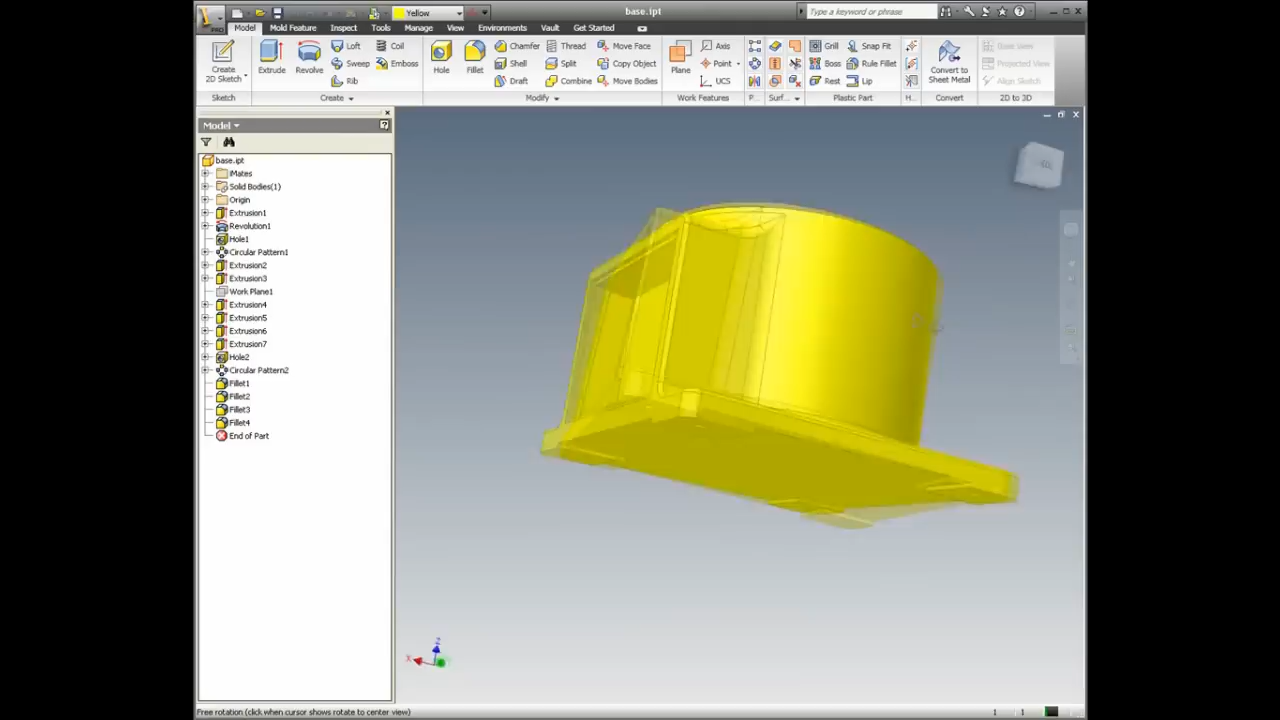 Yellow
base.ipt
Type a keyword or phrase
PRO
Model Mold Feature Inspect Tools Manage View Environments Vault Get Started
Create
2D Sketch
Extrude
Revolve
Loft
Sweep
Rib
Coil
Emboss
Hole
Fillet
Chamfer
Shell
Draft
Thread
Split
Combine
Move Face
Copy Object
Move Bodies
Plane
Axis
Point
UCS
Grill
Boss
Rest
Snap Fit
Rule Fillet
Lip
Convert to
Sheet Metal
Base View
Projected View
Align Sketch
Sketch Create Modify Work Features P... Surf... Plastic Part H... Convert 2D to 3D
Model
base.ipt
iMates
Solid Bodies(1)
Origin
Extrusion1
Revolution1
Hole1
Circular Pattern1
Extrusion2
Extrusion3
Work Plane1
Extrusion4
Extrusion5
Extrusion6
Extrusion7
Hole2
Circular Pattern2
Fillet1
Fillet2
Fillet3
Fillet4
End of Part
Z
X
Free rotation (click when cursor shows rotate to center view)
1 1